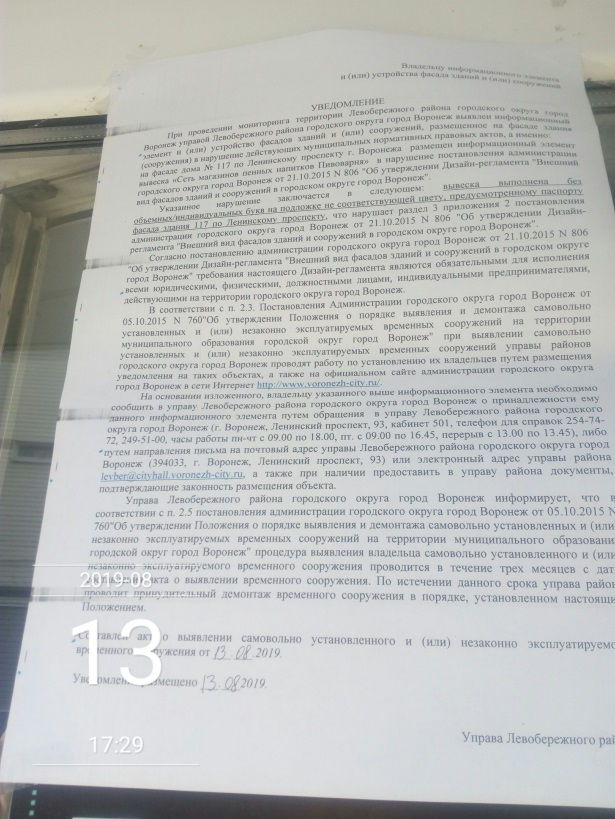 Владельцу информационного элемента
и (или) устройства фасада зданий и (или) сооружений
УВЕДОМЛЕНИЕ
При проведении мониторинга территории Левобережного района городского округа город
Воронеж управой Левобережного района городского округа город Воронеж выявлен информационный
элемент и (или) устройство фасадов зданий и (или) сооружений, размещенное на фасаде здания
(сооружения) в нарушение действующих муниципальных нормативных правовых актов, а именно:
на фасаде дома № 117 по Ленинскому проспекту г. Воронежа размещен информационный элемент
вывеска «Сеть магазинов пенных напитков Пивоварня» в нарушение постановления администрации
городского округа город Воронеж от 21.10.2015 N 806 "Об утверждении Дизайн-регламента "Внешний
вид фасадов зданий и сооружений в городском округе город Воронеж".
Указанное нарушение заключается в следующем: вывеска выполнена без
объемных/индивидуальных букв на подложке не соответствующей цвету, предусмотренному паспорту
фасада здания 117 по Ленинскому проспекту, что нарушает раздел 3 приложения 2 постановления
администрации городского округа город Воронеж от 21.10.2015 N 806 "Об утверждении Дизайн-
регламента "Внешний вид фасадов зданий и сооружений в городском округе город Воронеж".
Согласно постановлению администрации городского округа город Воронеж от 21.10.2015 N 806
"Об утверждении Дизайн-регламента "Внешний вид фасадов зданий и сооружений в городском округе
город Воронеж" требования настоящего Дизайн-регламента являются обязательными для исполнения
всеми юридическими, физическими, должностными лицами, индивидуальными предпринимателями,
действующими на территории городского округа город Воронеж.
В соответствии с п. 2.3. Постановления Администрации городского округа город Воронеж от
05.10.2015 N 760"Об утверждении Положения о порядке выявления и демонтажа самовольно
установленных и (или) незаконно эксплуатируемых временных сооружений на территории
муниципального образования городской округ город Воронеж" при выявлении самовольно
установленных и (или) незаконно эксплуатируемых временных сооружений управы районов
городского округа город Воронеж проводят работу по установлению их владельцев путем размещения
уведомления на таких объектах, а также на официальном сайте администрации городского округа
город Воронеж в сети Интернет http://www.voronezh-city.ru/.
На основании изложенного, владельцу указанного выше информационного элемента необходимо
сообщить в управу Левобережного района городского округа город Воронеж о принадлежности ему
данного информационного элемента путем обращения в управу Левобережного района городского
округа город Воронеж (г. Воронеж, Ленинский проспект, 93, кабинет 501, телефон для справок 254-74-
72, 249-51-00, часы работы пн-чт с 09.00 по 18.00, пт. с 09.00 по 16.45, перерыв с 13.00 по 13.45), либо
путем направления письма на почтовый адрес управы Левобережного района городского округа город
Воронеж (394033, г. Воронеж, Ленинский проспект, 93) или электронный адрес управы района
levber@cityhall.voronezh-city.ru, а также при наличии предоставить в управу района документы,
подтверждающие законность размещения объекта.
Управа Левобережного района городского округа город Воронеж информирует, что в
соответствии с п. 2.5 постановления администрации городского округа город Воронеж от 05.10.2015 N
760"Об утверждении Положения о порядке выявления и демонтажа самовольно установленных и (или
незаконно эксплуатируемых временных сооружений на территории муниципального образовани
городской округ город Воронеж" процедура выявления владельца самовольно установленного и (или
незаконно эксплуатируемого временного сооружения проводится в течение трех месяцев с дат
акта о выявлении временного сооружения. По истечении данного срока управа район
проводит принудительный демонтаж временного сооружения в порядке, установленном настоящи
Положением.
Составлен акт о выявлении самовольно установленного и (или) незаконно эксплуатируемо
временного сооружения от 13.08.2019.
Уведомление размещено 13.08 2019.
Управа Левобережного рай
2019-08
13
17:29